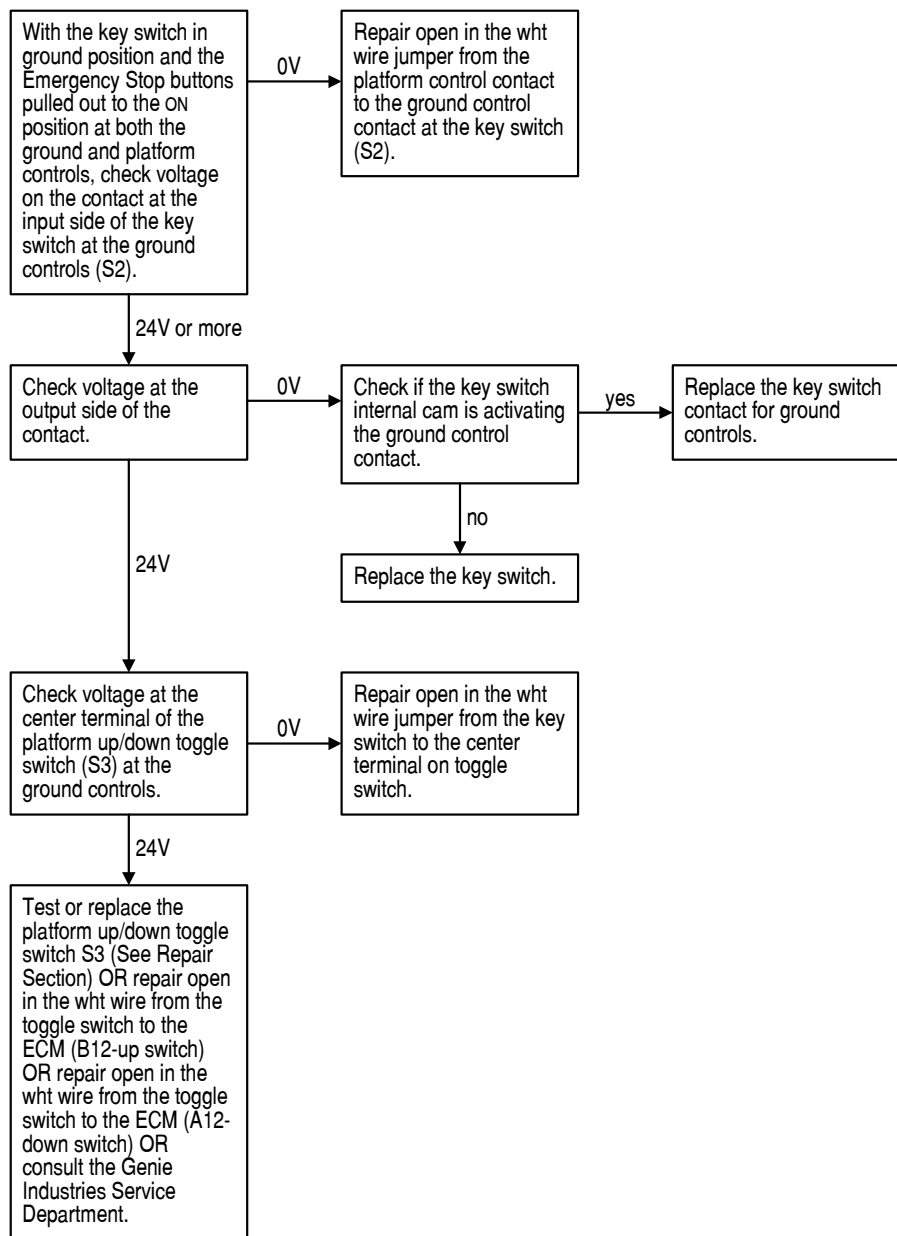 With the key switch in
ground position and the
Emergency Stop buttons
pulled out to the ON
position at both the
ground and platform
controls, check voltage
on the contact at the
input side of the key
switch at the ground
controls (S2).
0V
Repair open in the wht
wire jumper from the
platform control contact
to the ground control
contact at the key switch
(S2).
24V or more
Check voltage at the
output side of the
contact.
0V
Check if the key switch
internal cam is activating
the ground control
contact.
yes
Replace the key switch
contact for ground
controls.
no
Replace the key switch.
24V
Check voltage at the
center terminal of the
platform up/down toggle
switch (S3) at the
ground controls.
0V
Repair open in the wht
wire jumper from the key
switch to the center
terminal on toggle
switch.
24V
Test or replace the
platform up/down toggle
switch S3 (See Repair
Section) OR repair open
in the wht wire from the
toggle switch to the
ECM (B12-up switch)
OR repair open in the
wht wire from the toggle
switch to the ECM (A12-
down switch) OR
consult the Genie
Industries Service
Department.